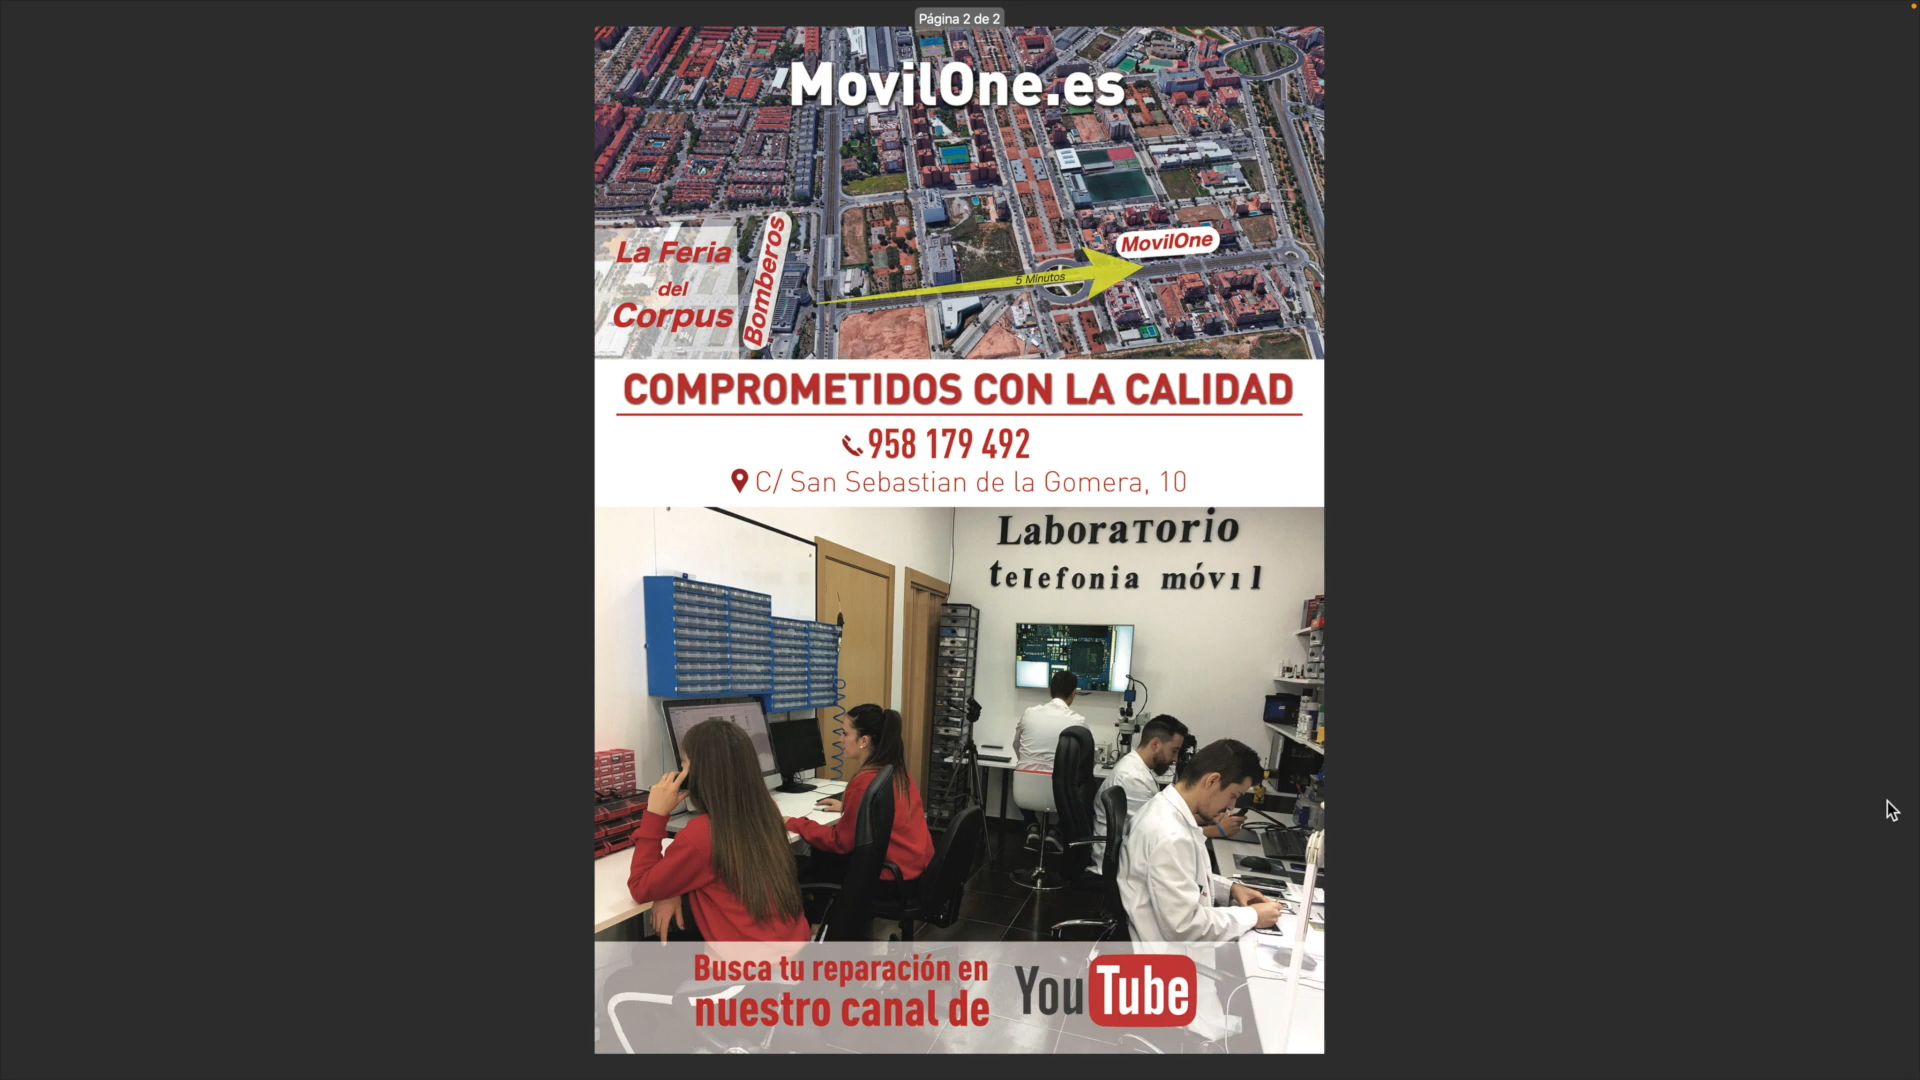 Página 2 de 2
MovilOne.es
La Feria
del
Corpus
Bomberos
5 Minutos
MovilOne
COMPROMETIDOS CON LA CALIDAD
958 179 492
C/ San Sebastian de la Gomera, 10
LaboraTorio
telefonia móvil
Busca tu reparación en
nuestro canal de
YouTube